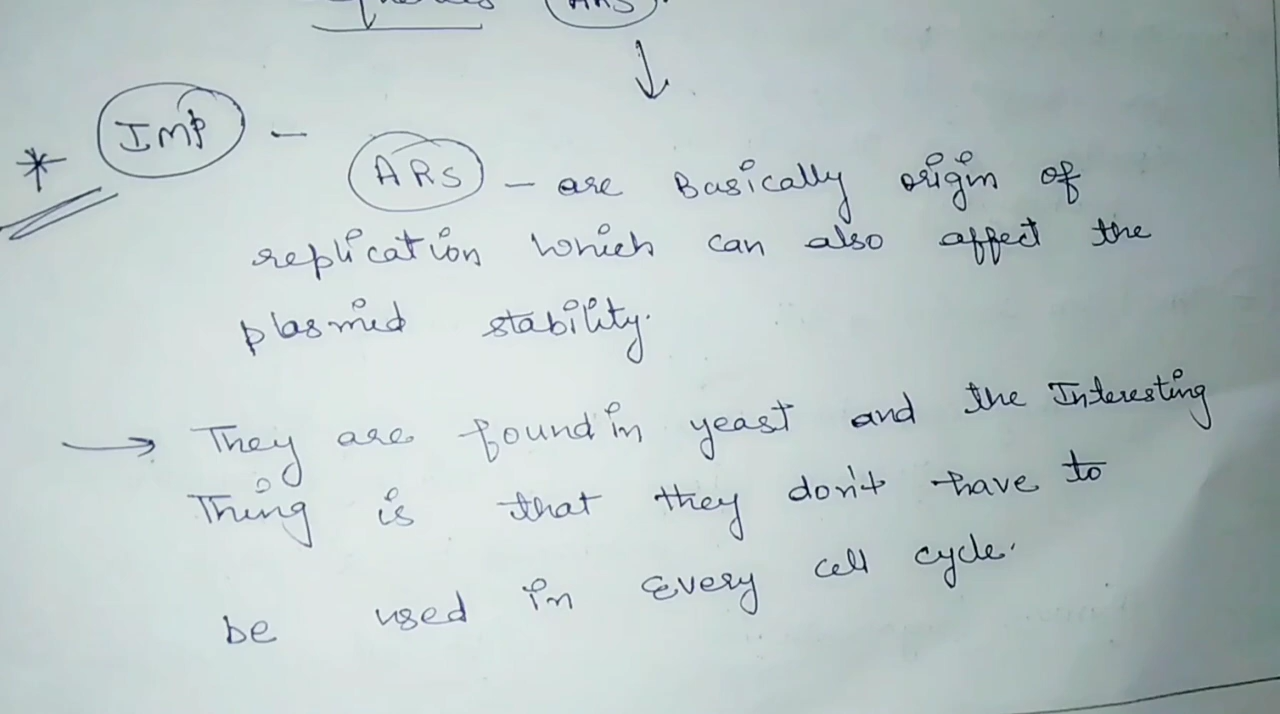 ARS.
* Imp -
ARS - are Basically origin of
replication which can also affect the
plasmid stability.
→ They are found in yeast and the Interesting
Thing is that they don't have to
be used in Every cell cycle.